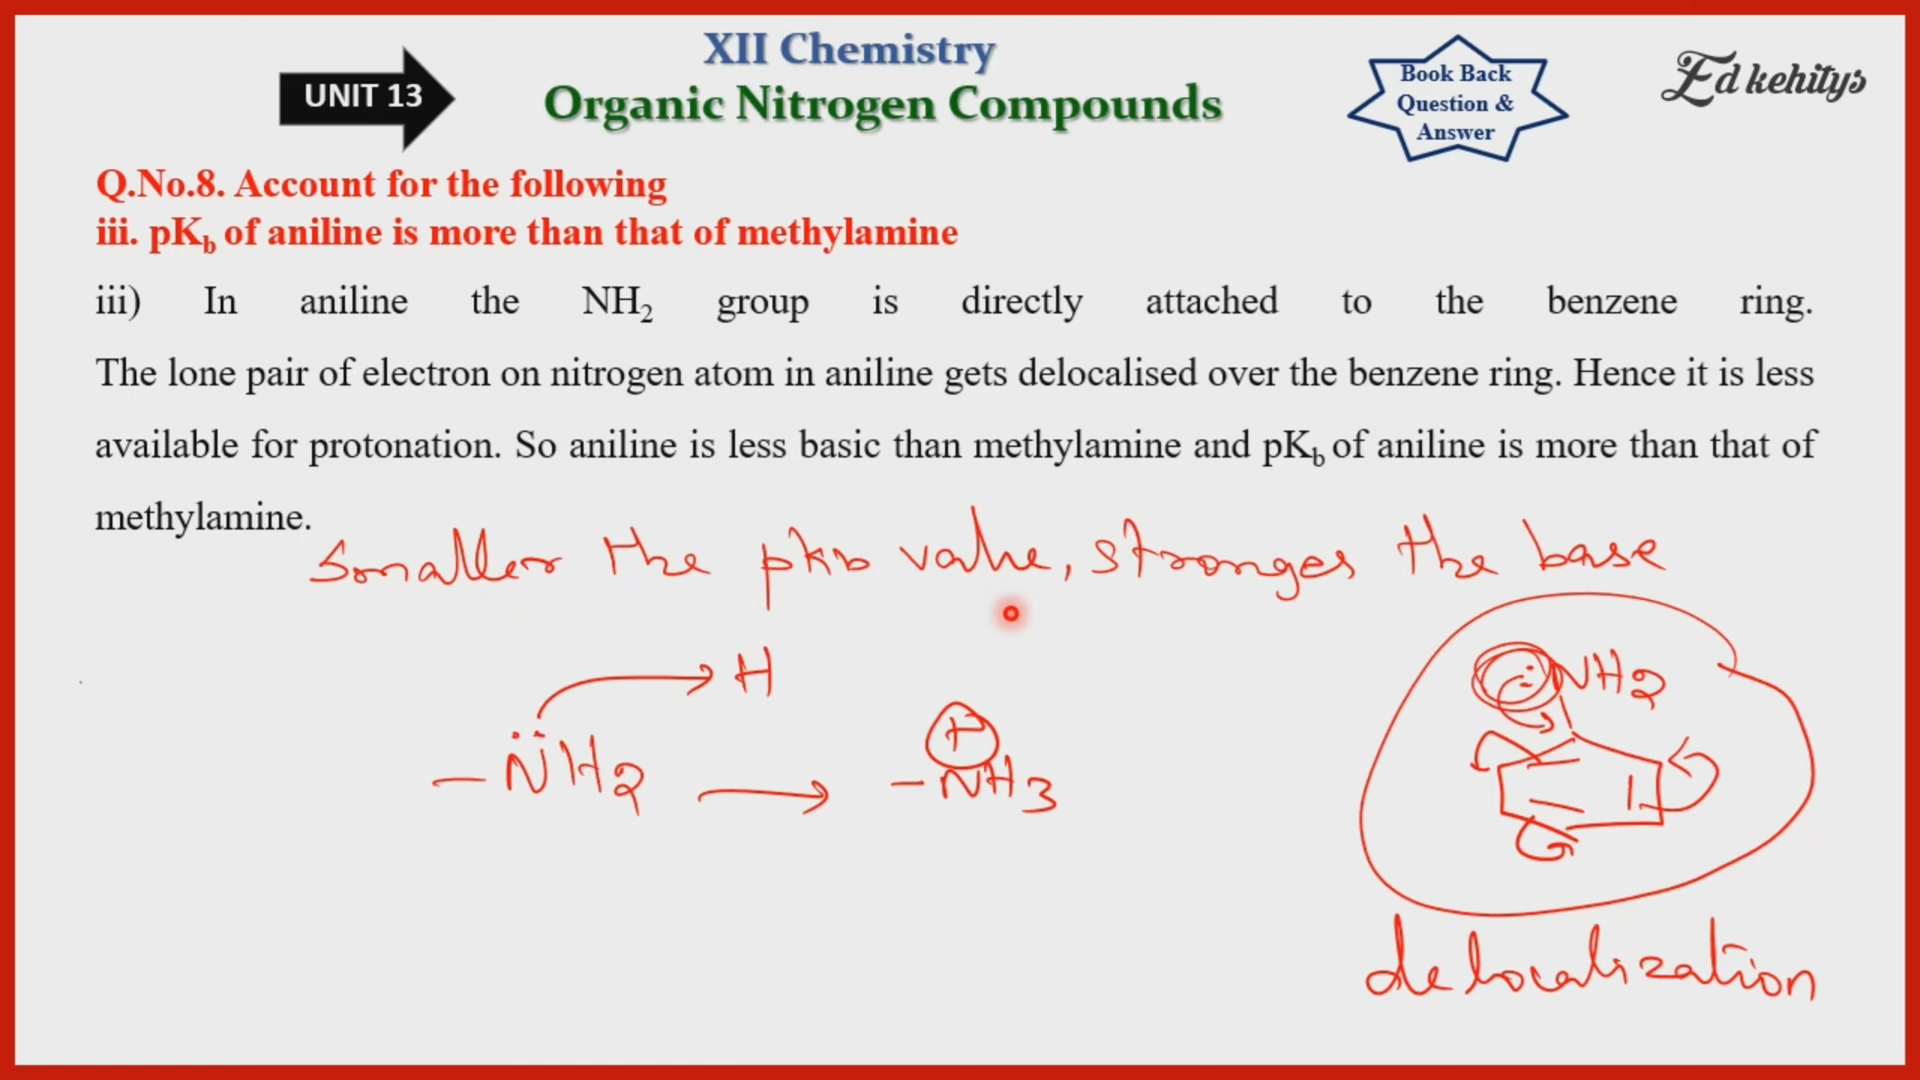 UNIT 13
XII Chemistry
Organic Nitrogen Compounds
Book Back
Question &
Answer
Ed kehitys
Q.No.8. Account for the following
iii. pKb of aniline is more than that of methylamine
iii) In aniline the NH2 group is directly attached to the benzene ring.
The lone pair of electron on nitrogen atom in aniline gets delocalised over the benzene ring. Hence it is less
available for protonation. So aniline is less basic than methylamine and pKb of aniline is more than that of
methylamine.
Smaller the pkb value, stronger the base
H
NH2
-NH2 → -NH3
+
delocalization